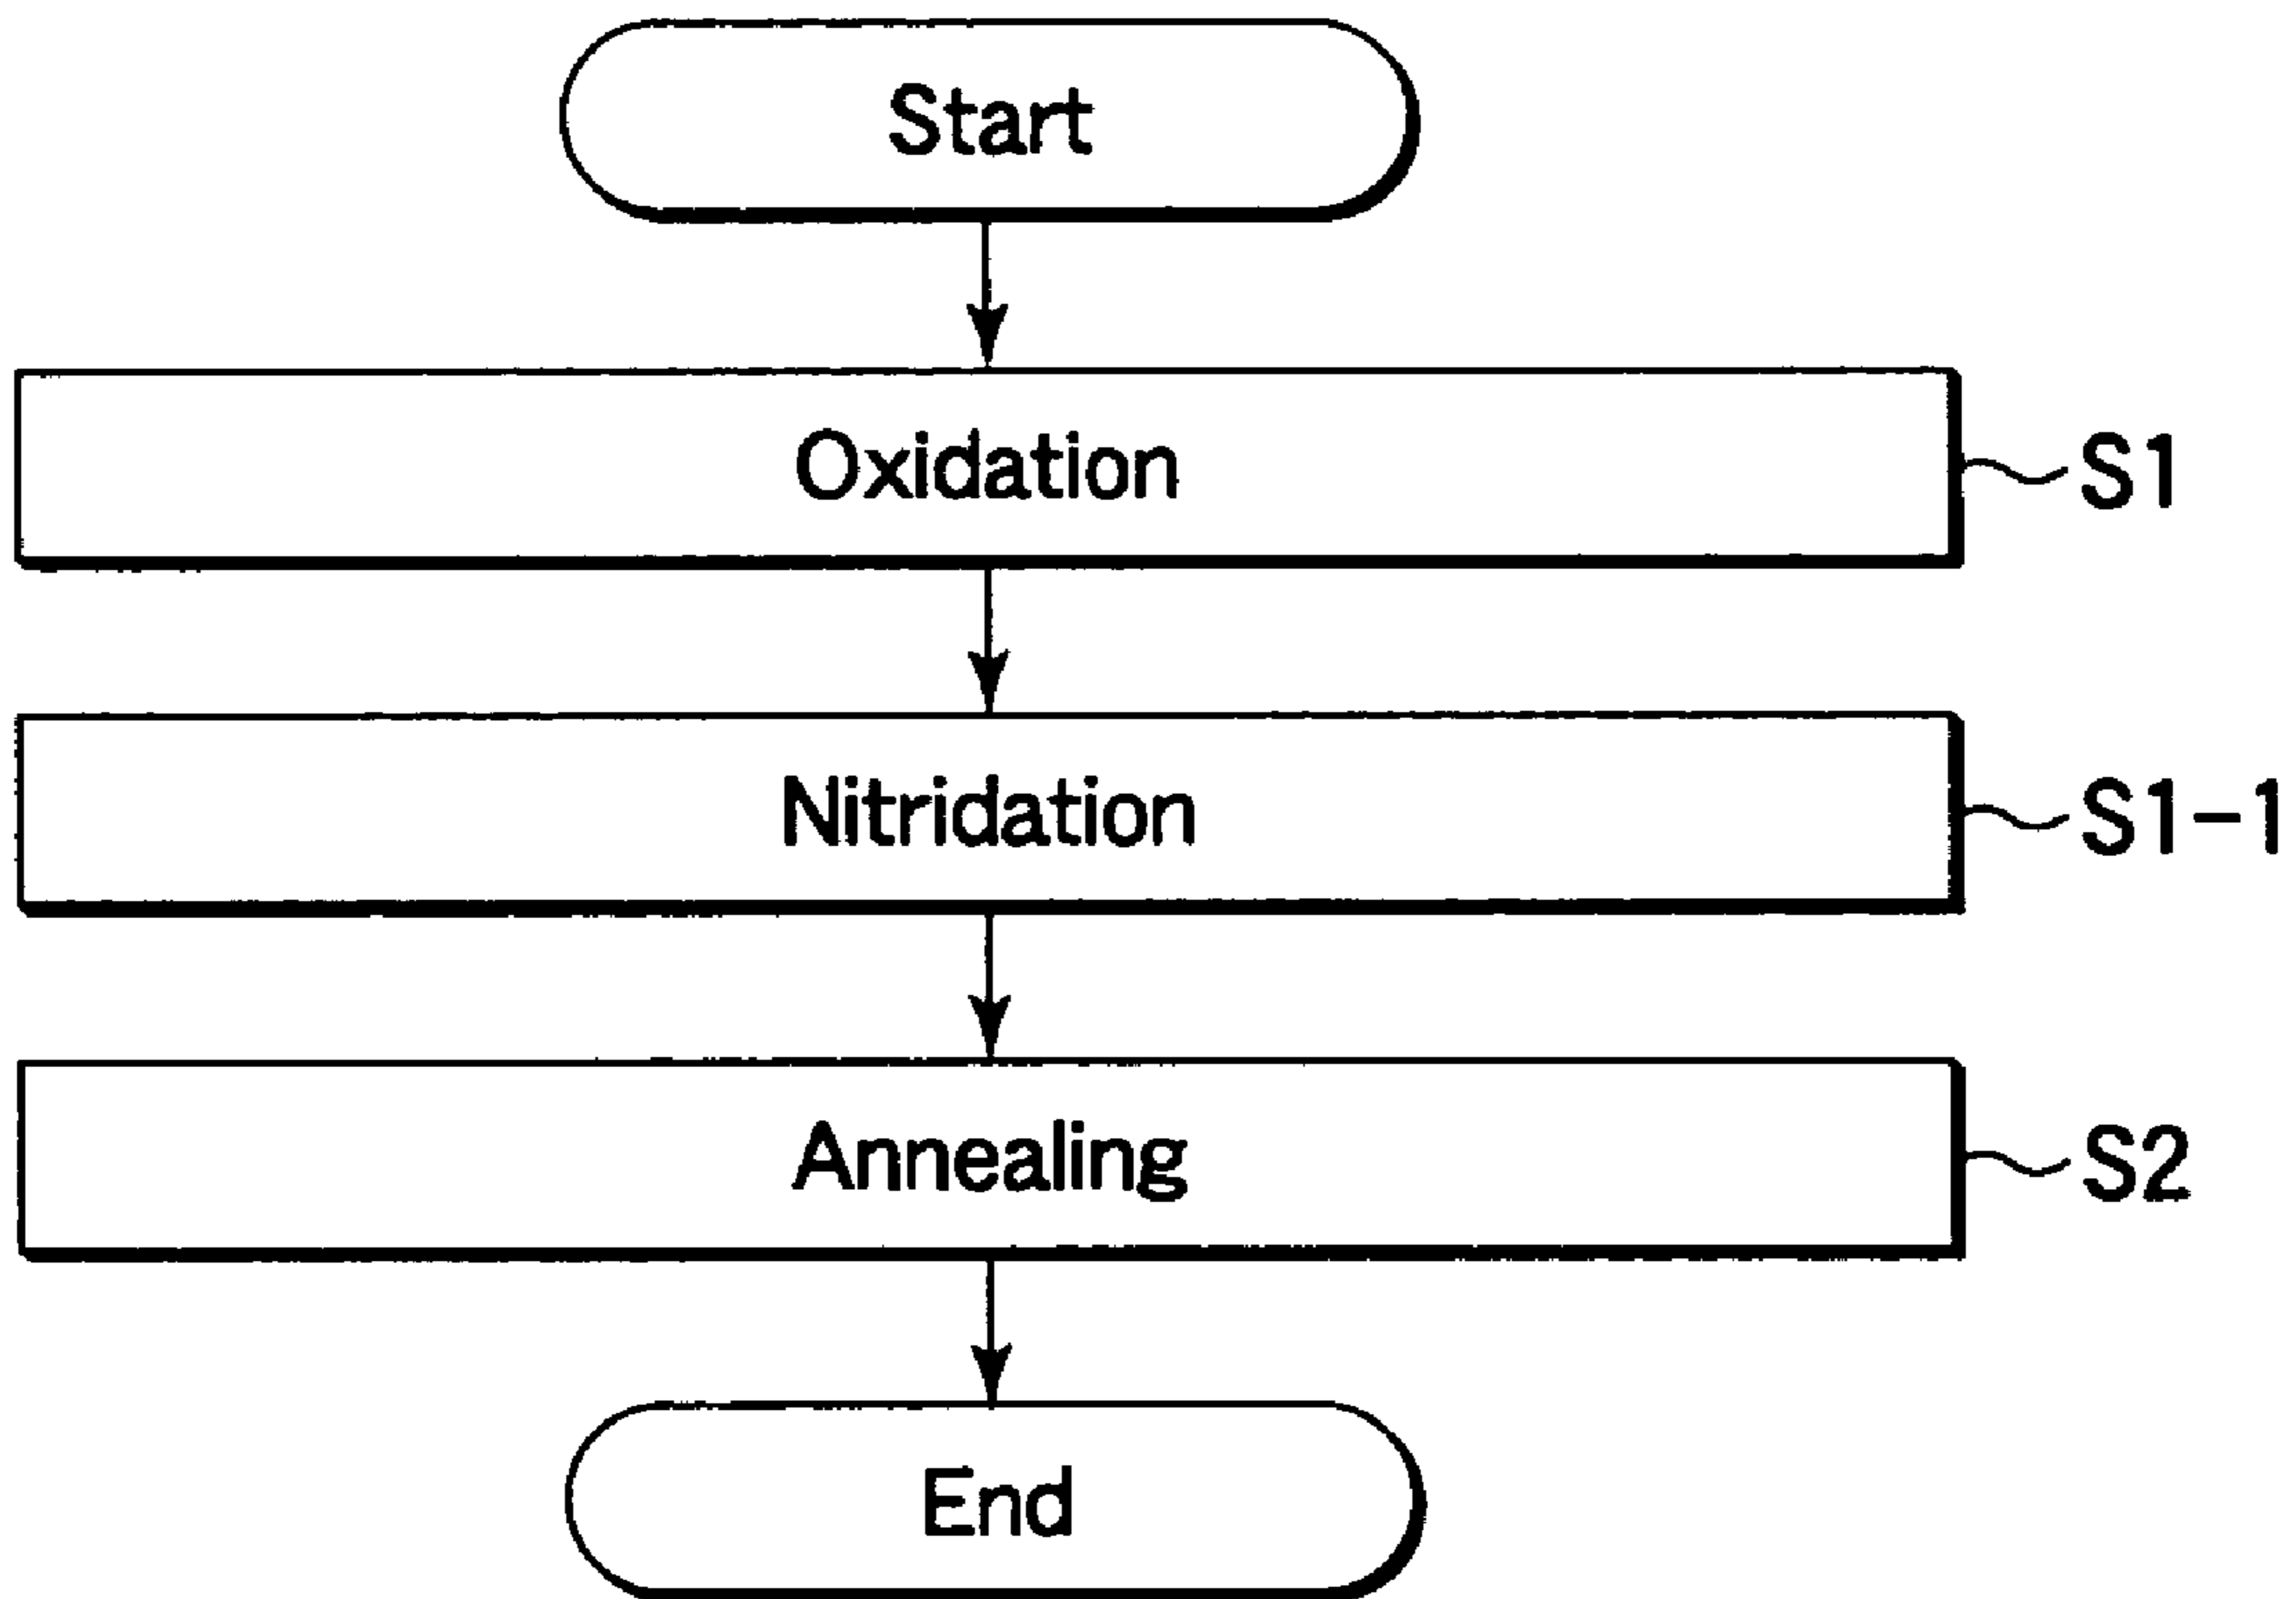 Start
Oxidation
S1
Nitridation
S1-1
Annealing
S2
End